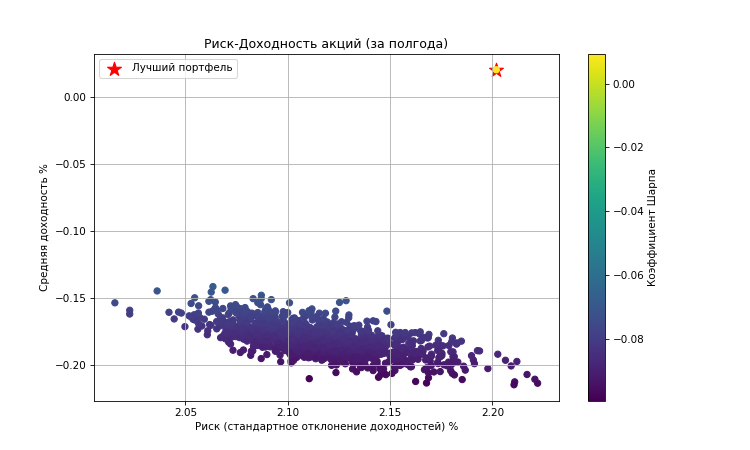 Риск-Доходность акций (за полгода)
Лучший портфель
Средняя доходность %
0.00
−0.05
−0.10
−0.15
−0.20
2.05
2.10
2.15
2.20
Риск (стандартное отклонение доходностей) %
0.00
−0.02
−0.04
−0.06
−0.08
Коэффициент Шарпа